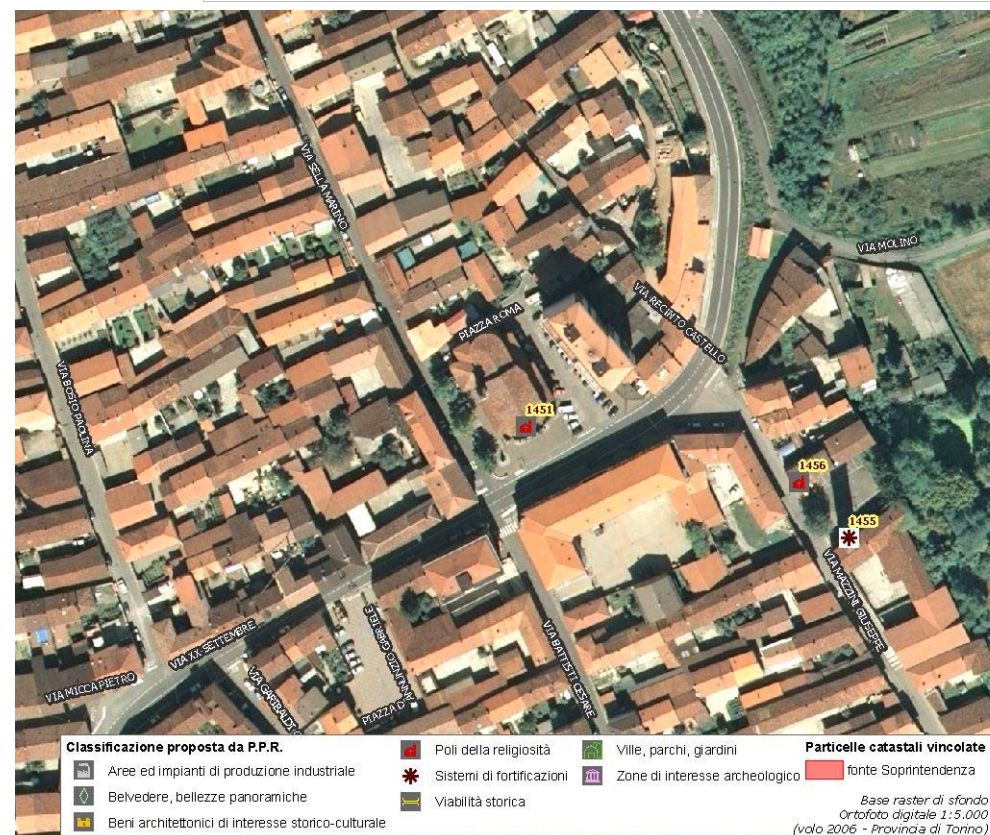 VIA SELLA MARINO
VIA MOLINO
VIA RECINTO CASTELLO
PIAZZA ROMA
VIA BOSIO PAOLINA
1451
1456
1455
VIA MAZZINI GIUSEPPE
VIA XX SETTEMBRE
VIA MICCA PIETRO
VIA GARIBALDI G
PIAZZA D'
ANNUNZIO GABRIELE
VIA BATTISTI CESARE
Classificazione proposta da P.P.R.
Aree ed impianti di produzione industriale
Belvedere, bellezze panoramiche
Beni architettonici di interesse storico-culturale
Poli della religiosità
Sistemi di fortificazioni
Viabilità storica
Ville, parchi, giardini
Zone di interesse archeologico
Particelle catastali vincolate
fonte Soprintendenza
Base raster di sfondo
Ortofoto digitale 1:5.000
(volo 2006 - Provincia di Torino)